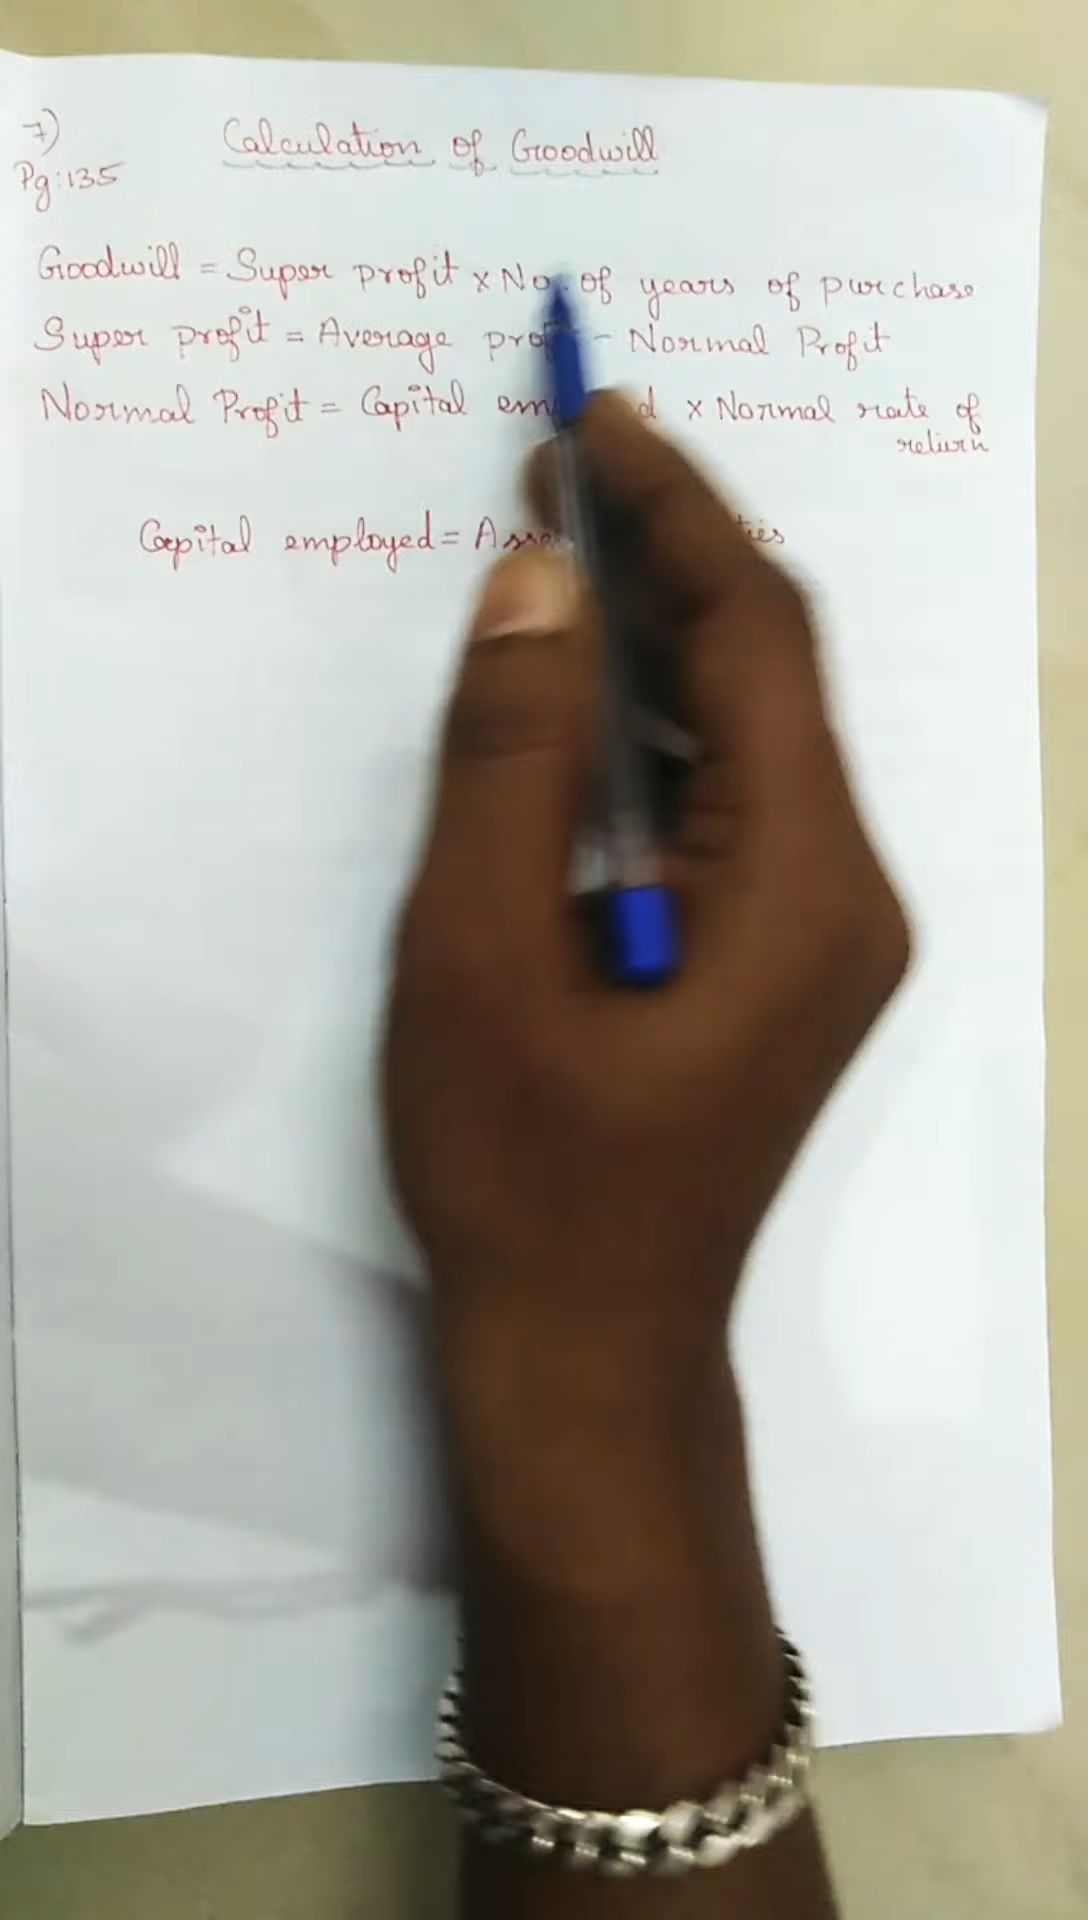 7)
Pg:135
Calculation of Goodwill
Goodwill = Super profit x No. of years of purchase
Super profit = Average - Normal Profit
Normal Profit = Capital x Normal rate of
return
Capital employed =